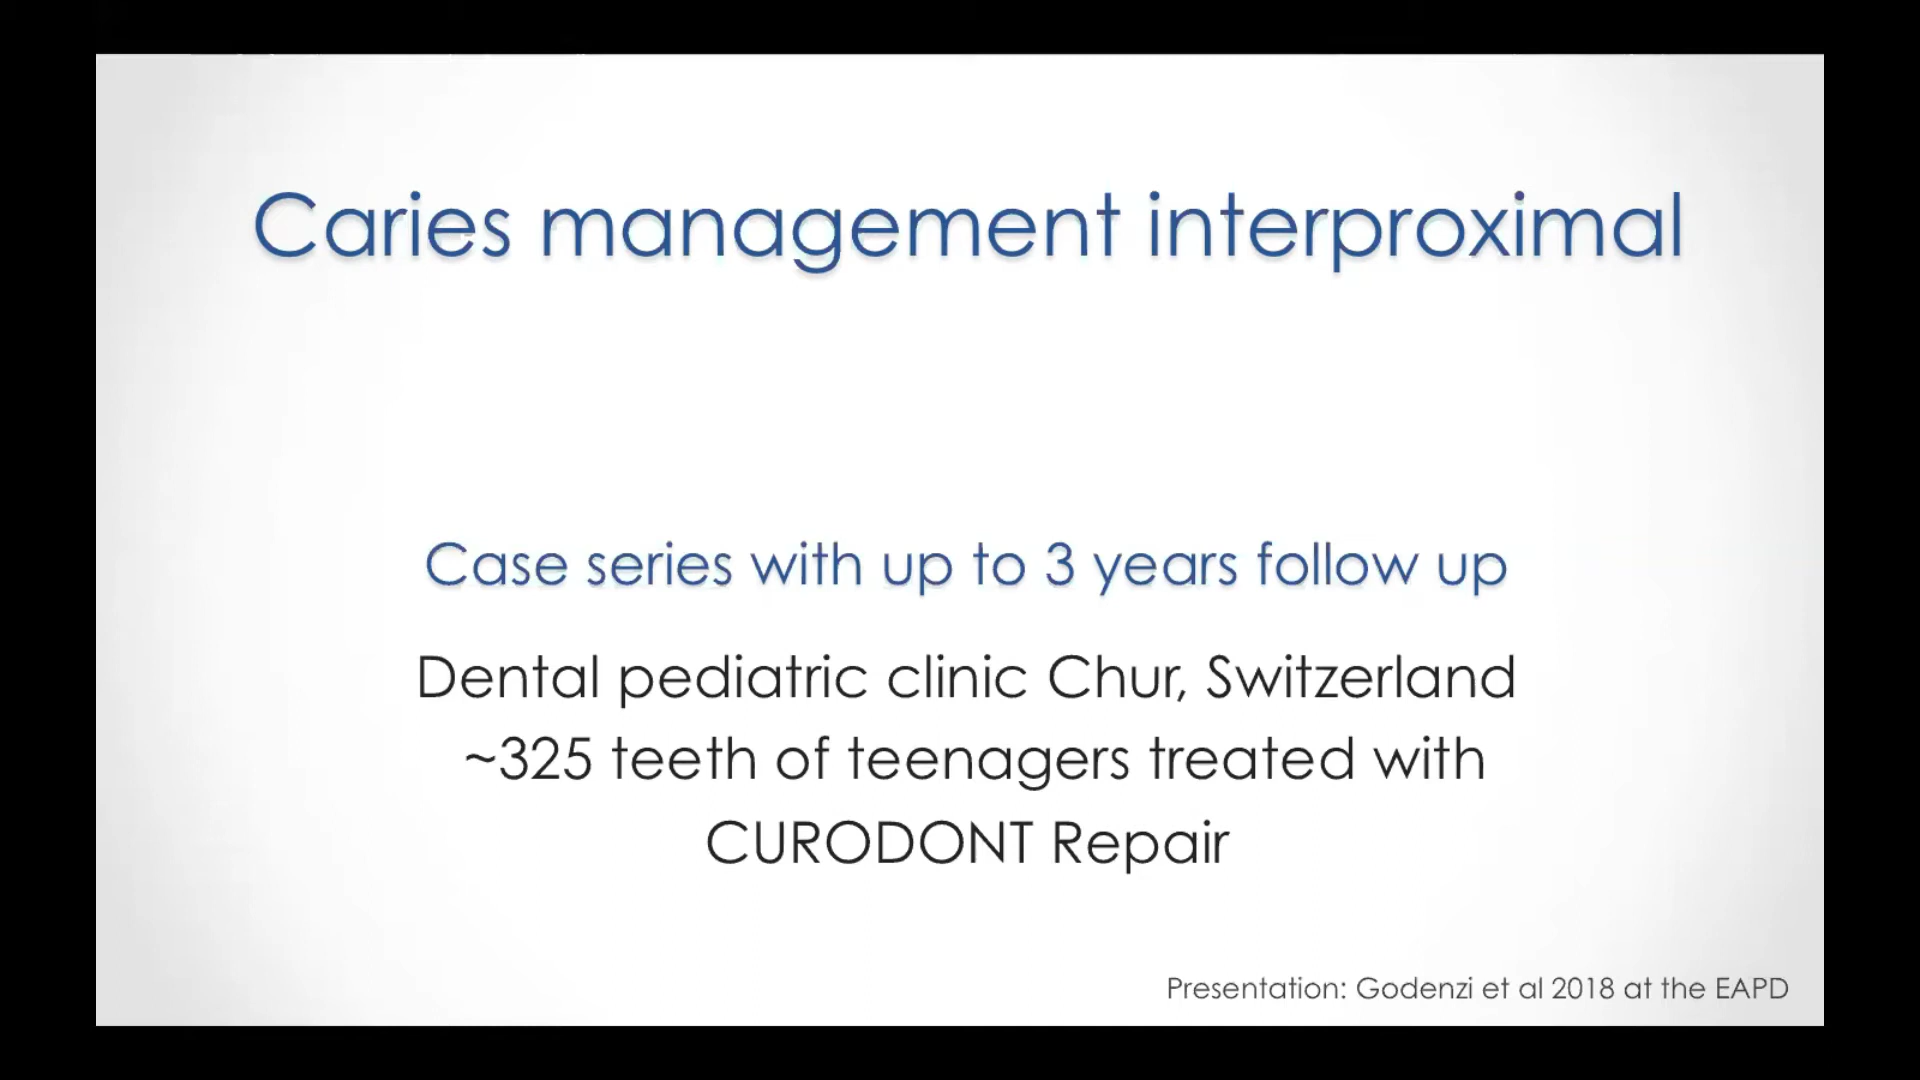 Caries management interproximal
Case series with up to 3 years follow up
Dental pediatric clinic Chur, Switzerland
~325 teeth of teenagers treated with
CURODONT Repair
Presentation: Godenzi et al 2018 at the EAPD